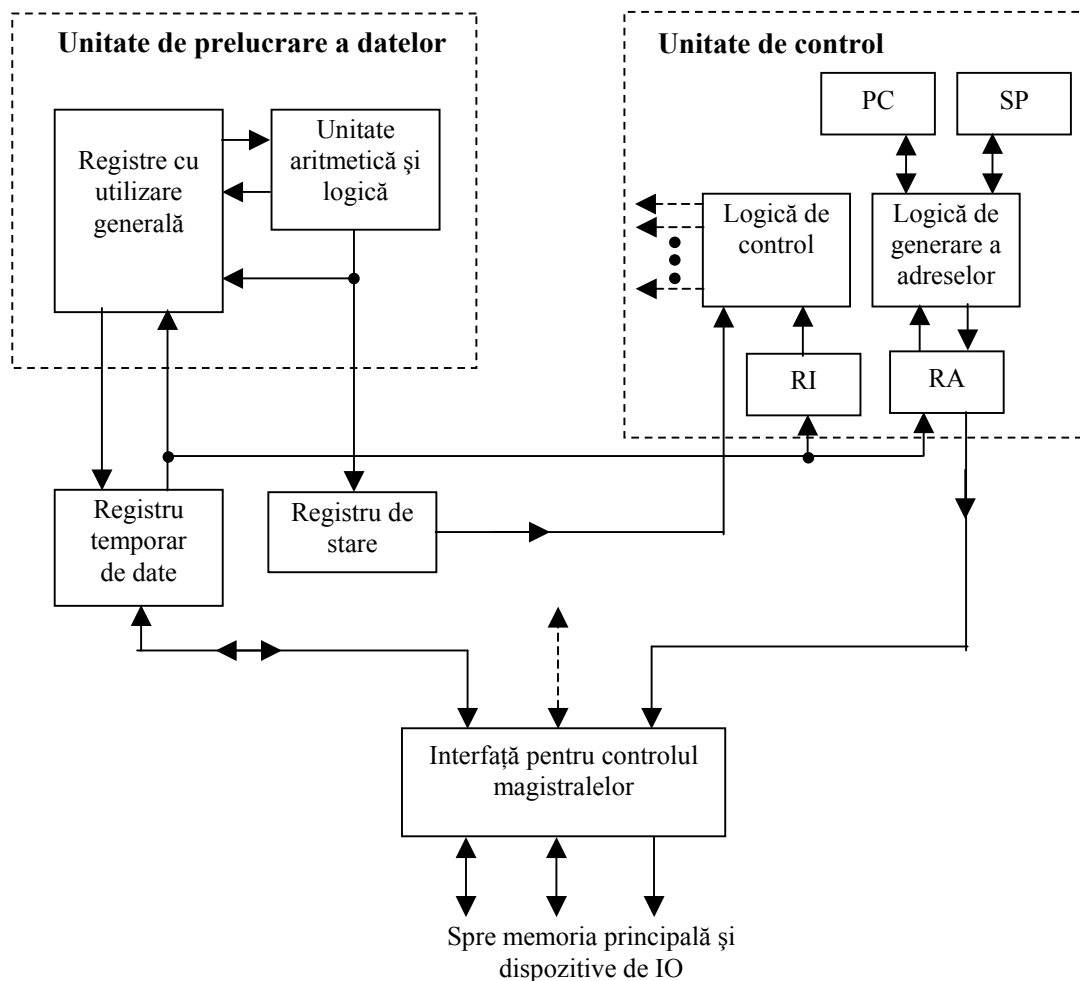 Unitate de prelucrare a datelor
Registre cu
utilizare
generală
Unitate
aritmetică şi
logică
Unitate de control
PC
SP
Logică de
control
Logică de
generare a
adreselor
RI
RA
Registru
temporar
de date
Registru de
stare
Interfaţă pentru controlul
magistralelor
Spre memoria principală şi
dispozitive de IO